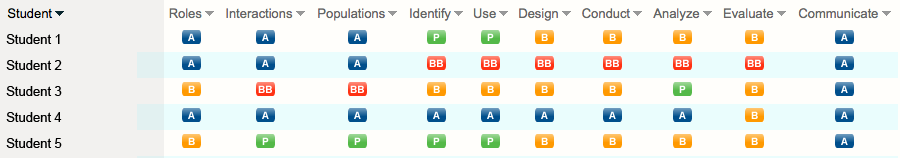 Student Roles Interactions Populations Identify Use Design Conduct Analyze Evaluate Communicate
Student 1 A A A P P B B B B A
Student 2 A A A BB BB BB BB BB BB A
Student 3 B BB BB B B B B P B A
Student 4 A A A A A A A A B A
Student 5 B P P P P B B B B A